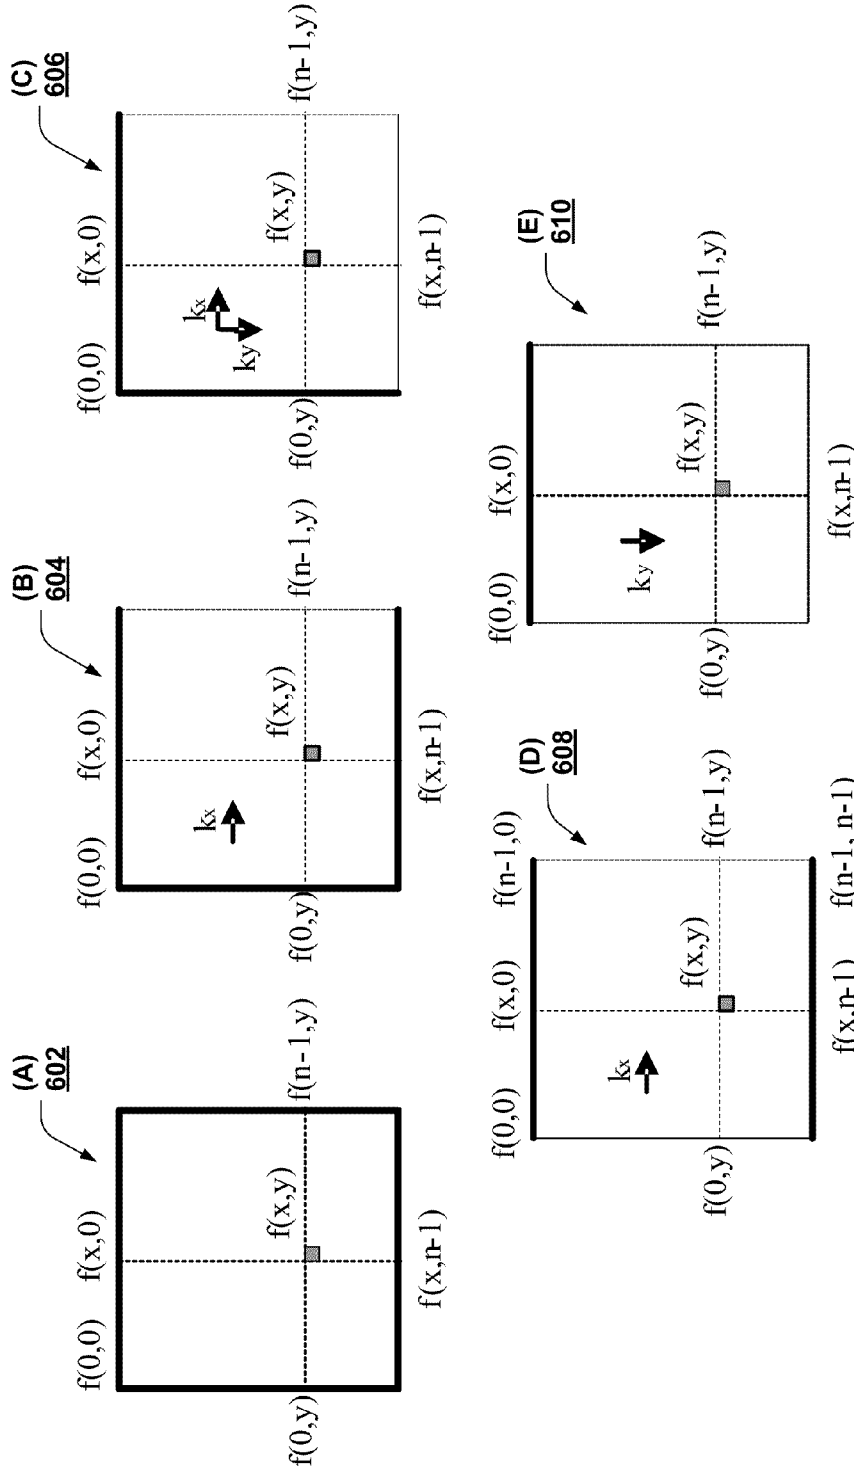 (A)
602
f(0,0)
f(x,0)
f(x,y)
f(0,y)
f(n-1,y)
f(x,n-1)
(B)
604
f(0,0)
f(x,0)
kx
f(x,y)
f(0,y)
f(n-1,y)
f(x,n-1)
(C)
606
f(0,0)
f(x,0)
kx
ky
f(x,y)
f(0,y)
f(n-1,y)
f(x,n-1)
(D)
608
f(0,0)
f(x,0)
f(n-1,0)
kx
f(x,y)
f(0,y)
f(n-1,y)
f(x,n-1)
f(n-1, n-1)
(E)
610
f(0,0)
f(x,0)
ky
f(x,y)
f(0,y)
f(n-1,y)
f(x,n-1)